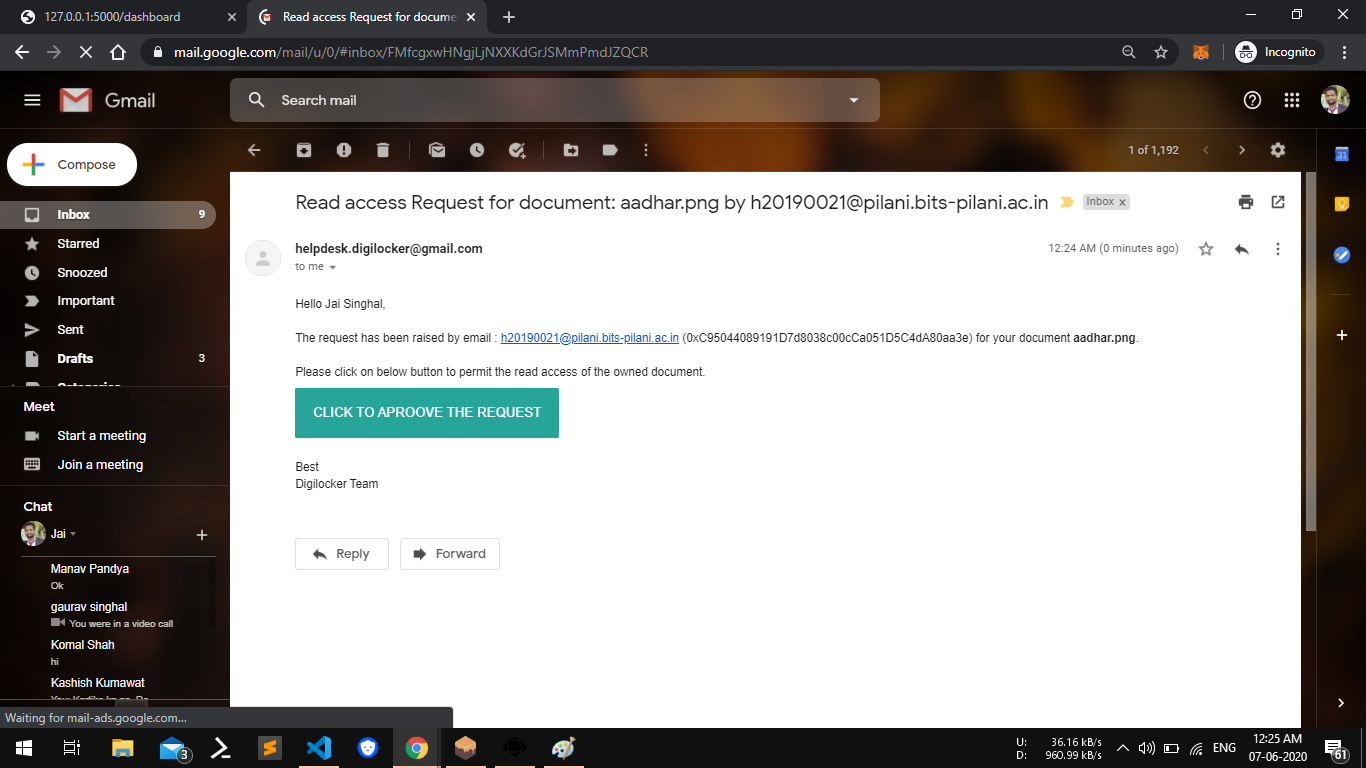 127.0.0.1:5000/dashboard
Read access Request for docume
mail.google.com/mail/u/0/#inbox/FMfcgxwHNgjLjNXXKdGrJSMmPmdJZQCR
Incognito
Gmail
Search mail
Compose
1 of 1,192
Inbox 9
Starred
Snoozed
Important
Sent
Drafts 3
Categories
Meet
Start a meeting
Join a meeting
Chat
Jai
Manav Pandya
Ok
gaurav singhal
You were in a video call
Komal Shah
hi
Kashish Kumawat
Read access Request for document: aadhar.png by h20190021@pilani.bits-pilani.ac.in Inbox x
helpdesk.digilocker@gmail.com 12:24 AM (0 minutes ago)
to me
Hello Jai Singhal,
The request has been raised by email : h20190021@pilani.bits-pilani.ac.in (0xC95044089191D7d8038c00cCa051D5C4dA80aa3e) for your document aadhar.png.
Please click on below button to permit the read access of the owned document.
CLICK TO APROOVE THE REQUEST
Best
Digilocker Team
Reply Forward
31
Waiting for mail-ads.google.com...
3
U: 36.16 kB/s
D: 960.99 kB/s
ENG
12:25 AM
07-06-2020
61